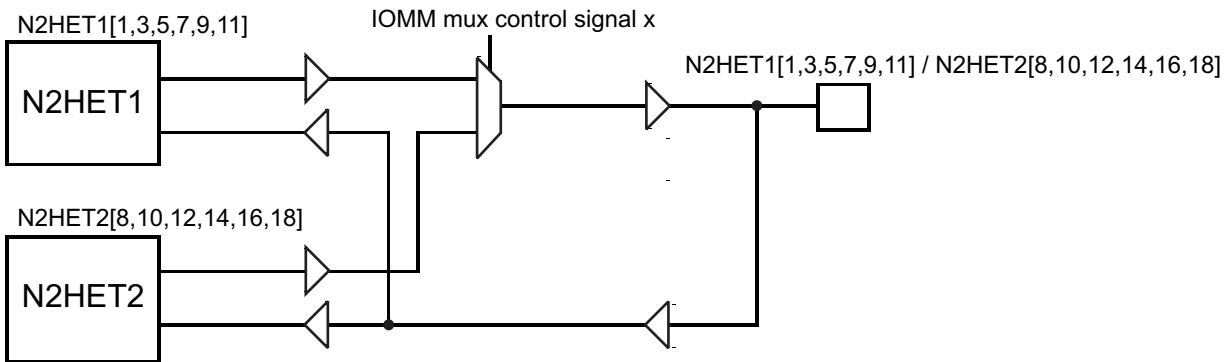 IOMM mux control signal x
N2HET1[1,3,5,7,9,11]
N2HET1[1,3,5,7,9,11] / N2HET2[8,10,12,14,16,18]
N2HET1
N2HET2[8,10,12,14,16,18]
N2HET2